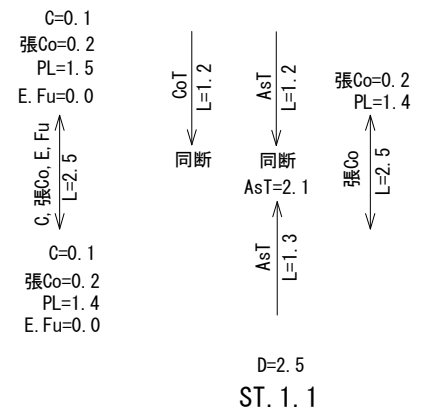 C=0.1
張Co=0.2
PL=1.5
E.Fu=0.0
C,張Co,E,Fu
L=2.5
C=0.1
張Co=0.2
PL=1.4
E.Fu=0.0
CoT
L=1.2
同断
AsT
L=1.2
同断
AsT=2.1
AsT
L=1.3
張Co=0.2
PL=1.4
張Co
L=2.5
D=2.5
ST.1.1